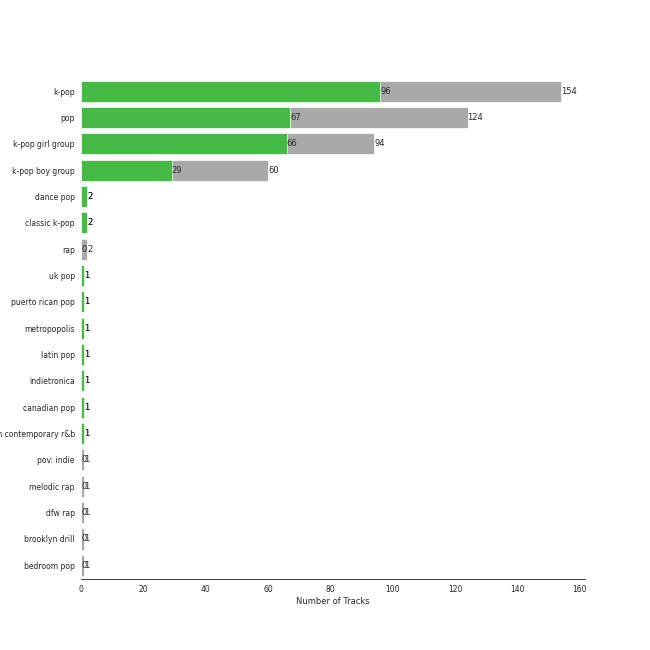 k-pop 96 154
pop 67 124
k-pop girl group 66 94
k-pop boy group 29 60
dance pop 2
classic k-pop 2
rap 0 2
uk pop 1
puerto rican pop 1
metropopolis 1
latin pop 1
indietronica 1
canadian pop 1
contemporary r&b 1
pov: indie 0 1
melodic rap 0 1
dfw rap 0 1
brooklyn drill 0 1
bedroom pop 0 1
0 20 40 60 80 100 120 140 160
Number of Tracks